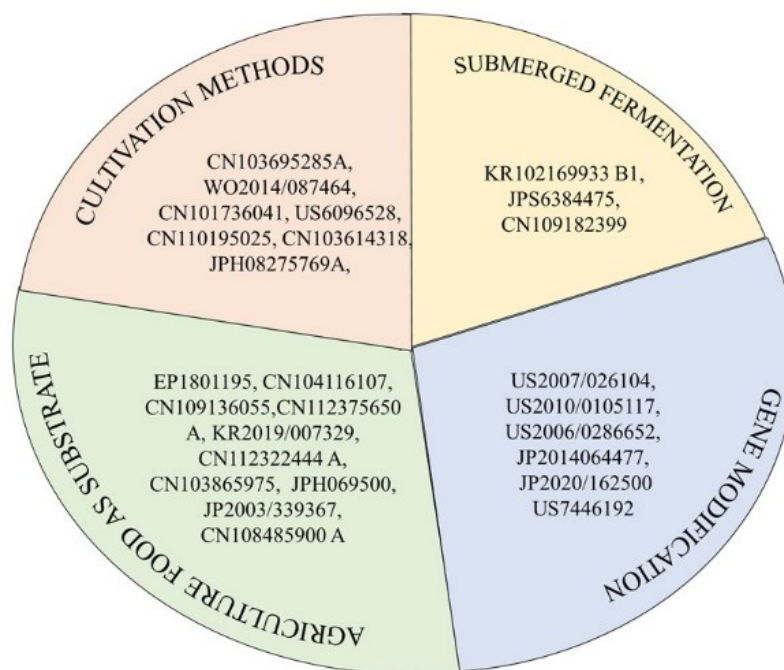 CULTIVATION METHODS
CN103695285A,
WO2014/087464,
CN101736041, US6096528,
CN110195025, CN103614318,
JPH08275769A,
SUBMERGED FERMENTATION
KR102169933 B1,
JPS6384475,
CN109182399
AGRICULTURE FOOD AS SUBSTRATE
EP1801195, CN104116107,
CN109136055,CN112375650
A, KR2019/007329,
CN112322444 A,
CN103865975, JPH069500,
JP2003/339367,
CN108485900 A
GENE MODIFICATION
US2007/026104,
US2010/0105117,
US2006/0286652,
JP2014064477,
JP2020/162500
US7446192